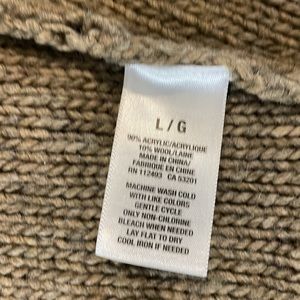 L / G
90% ACRYLIC/ACRYLIQUE
10% WOOL/LAINE
MADE IN CHINA/
FABRIQUÉ EN CHINE
RN 112493 CA 53201
MACHINE WASH COLD
WITH LIKE COLORS
GENTLE CYCLE
ONLY NON-CHLORINE
BLEACH WHEN NEEDED
LAY FLAT TO DRY
COOL IRON IF NEEDED